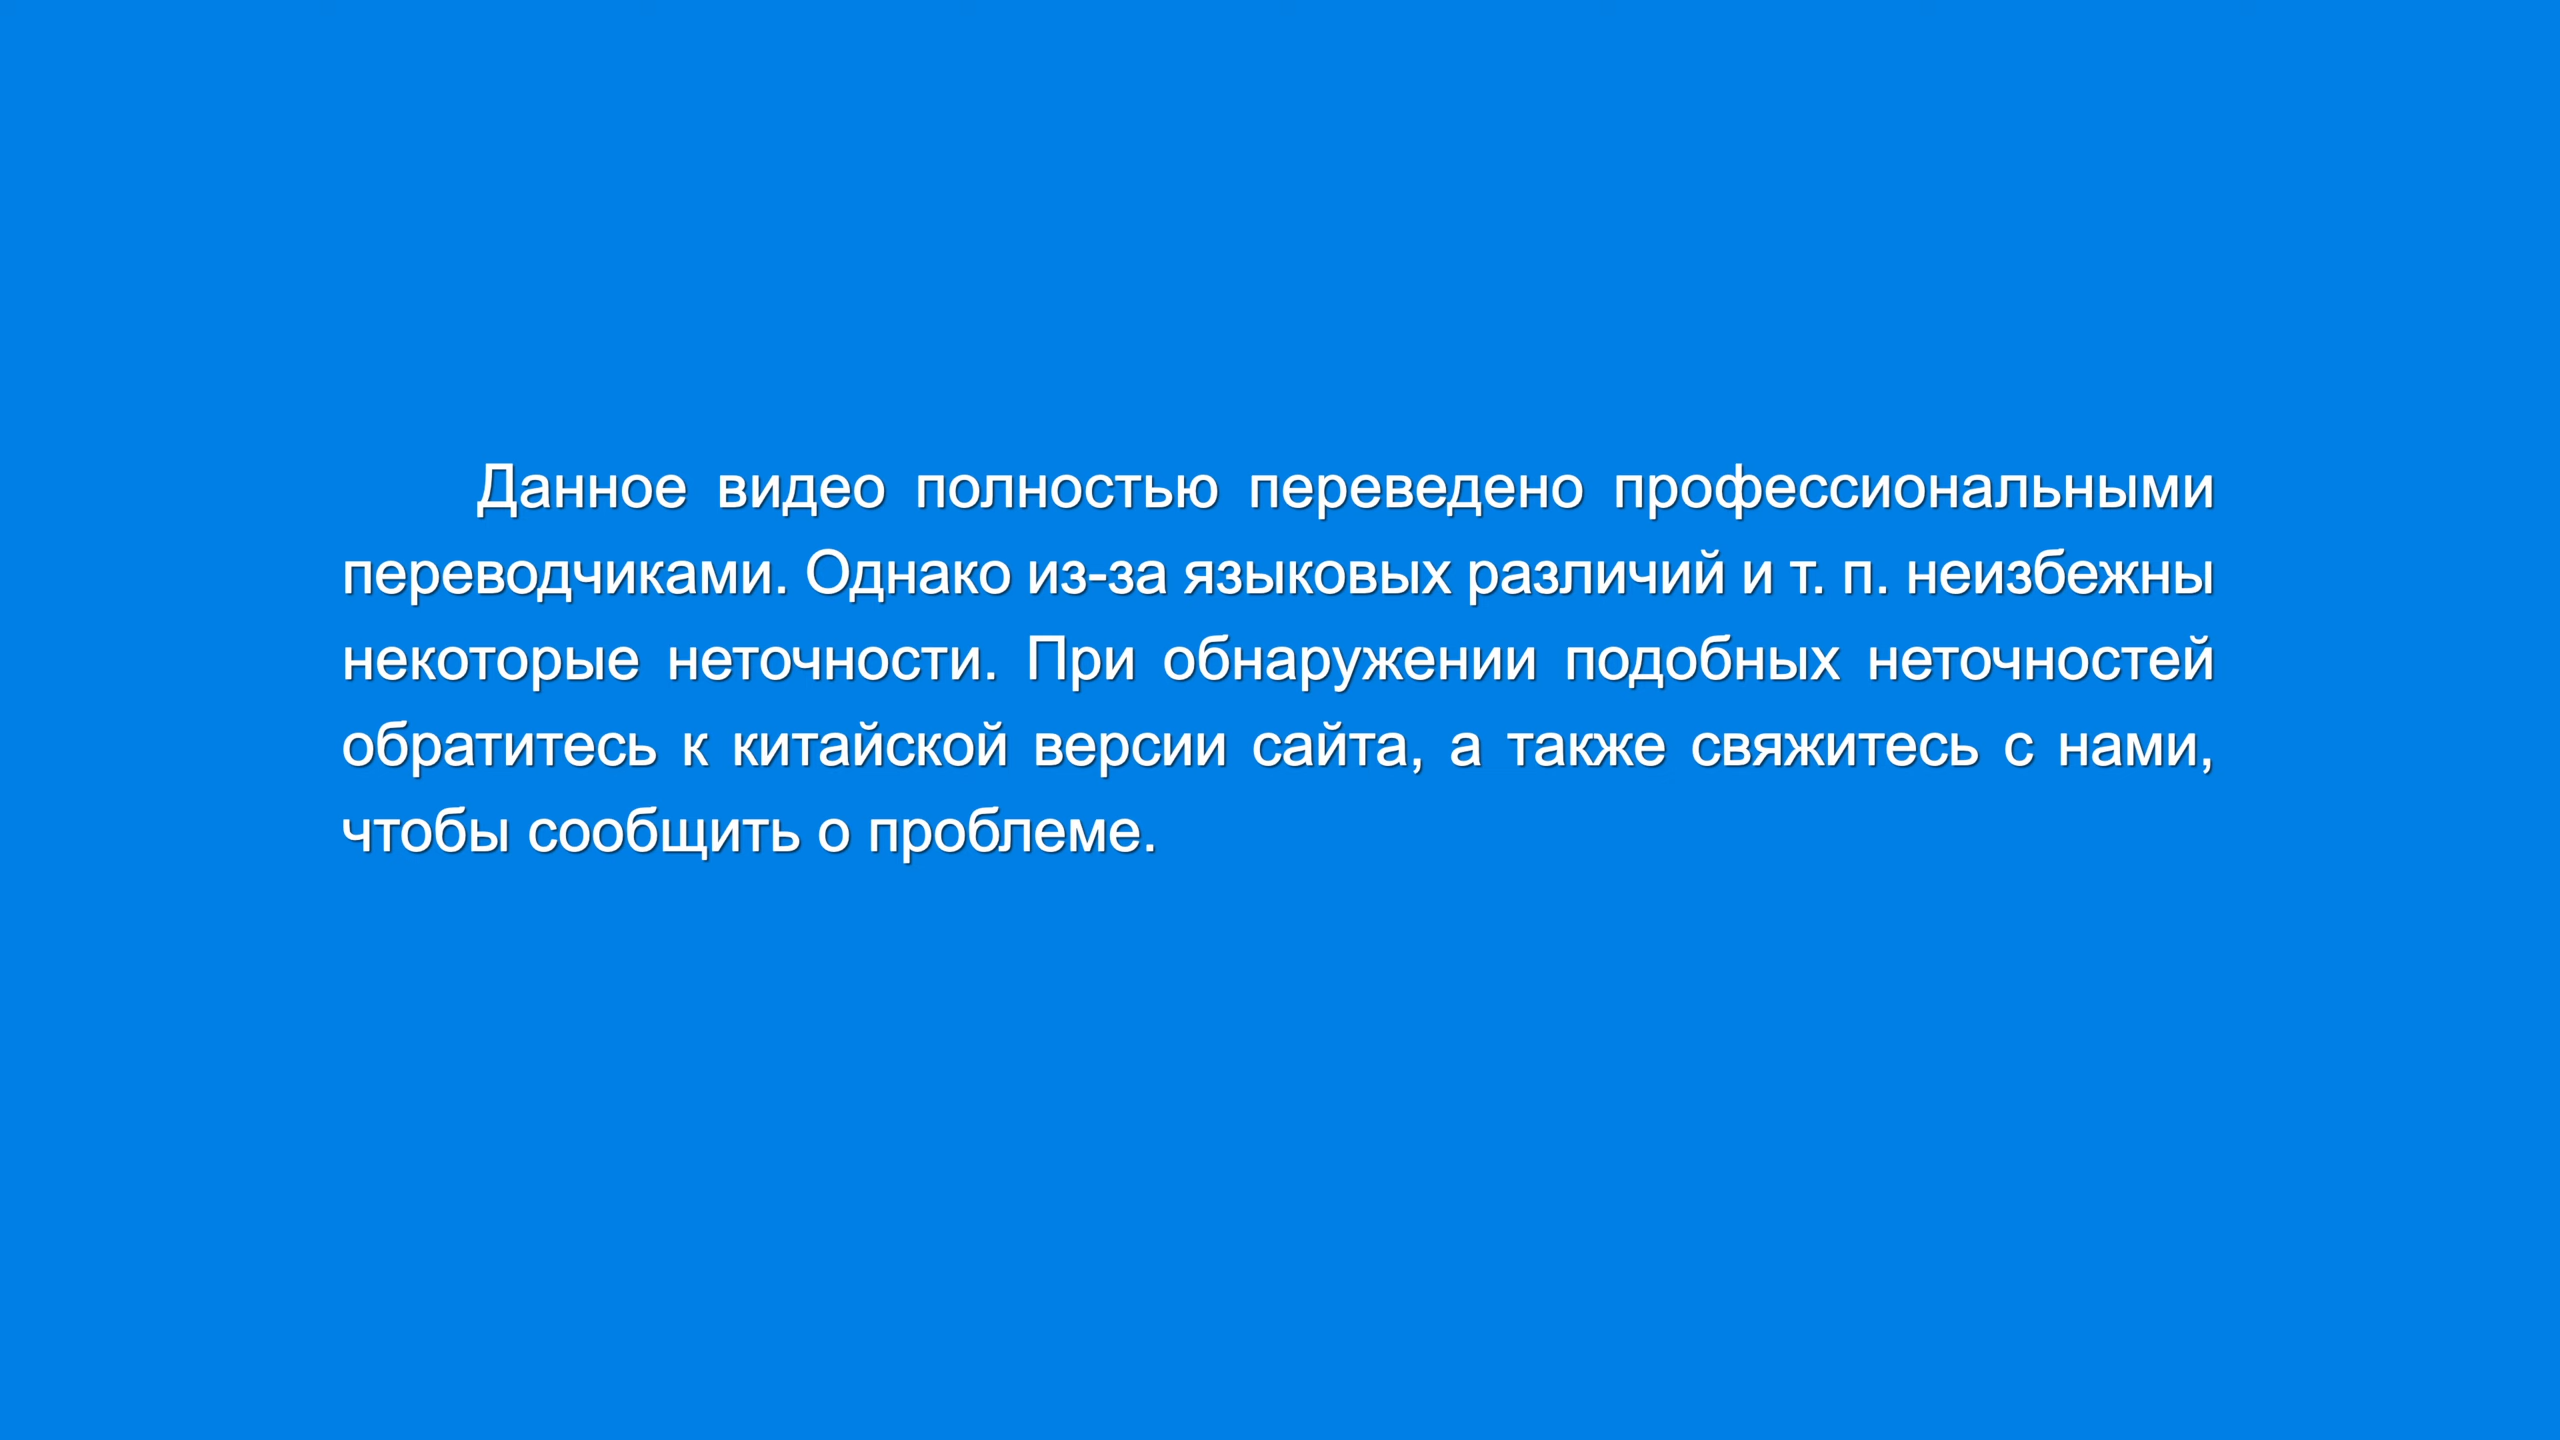 Данное видео полностью переведено профессиональными
переводчиками. Однако из-за языковых различий и т. п. неизбежны
некоторые неточности. При обнаружении подобных неточностей
обратитесь к китайской версии сайта, а также свяжитесь с нами,
чтобы сообщить о проблеме.